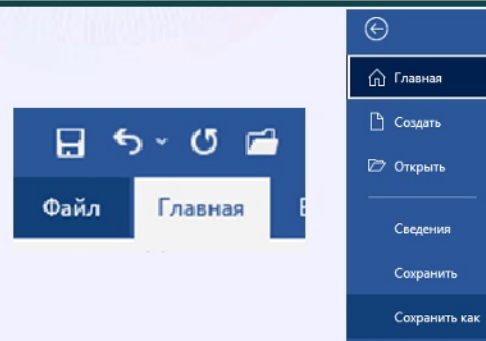 Файл Главная
Главная
Создать
Открыть
Сведения
Сохранить
Сохранить как